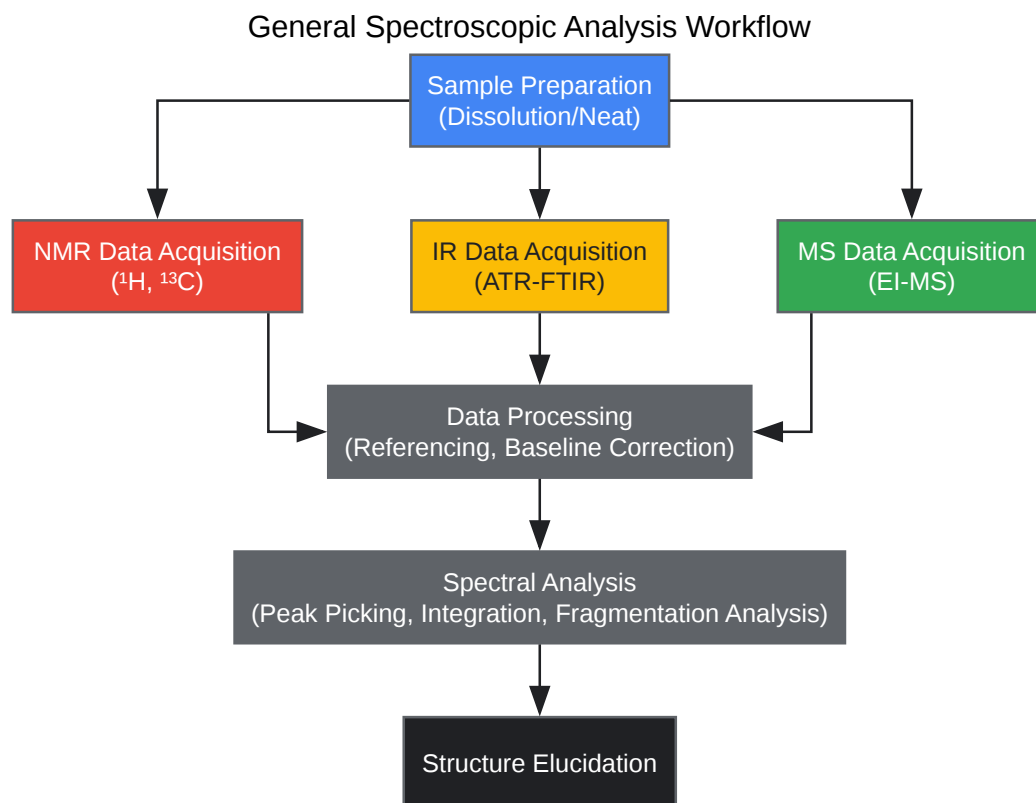 General Spectroscopic Analysis Workflow
Sample Preparation
(Dissolution/Neat)
NMR Data Acquisition
(¹H, ¹³C)
IR Data Acquisition
(ATR-FTIR)
MS Data Acquisition
(EI-MS)
Data Processing
(Referencing, Baseline Correction)
Spectral Analysis
(Peak Picking, Integration, Fragmentation Analysis)
Structure Elucidation